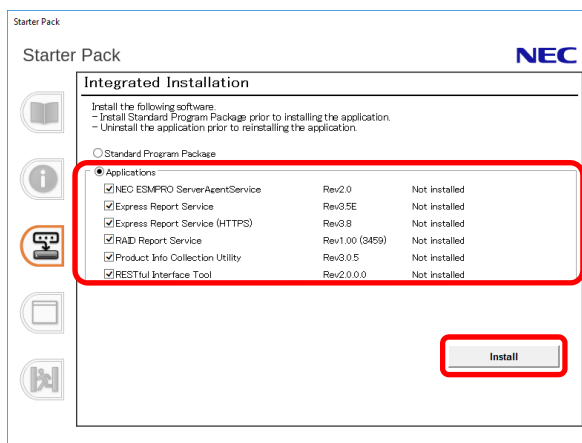 Starter Pack
Starter Pack NEC
Integrated Installation
Install the following software.
- Install Standard Program Package prior to installing the application.
- Uninstall the application prior to reinstalling the application.
Standard Program Package
Applications
NEC ESMPRO ServerAgentService Rev2.0 Not installed
Express Report Service Rev3.5E Not installed
Express Report Service (HTTPS) Rev3.8 Not installed
RAID Report Service Rev1.00 (3459) Not installed
Product Info Collection Utility Rev3.0.5 Not installed
RESTful Interface Tool Rev2.0.0.0 Not installed
Install